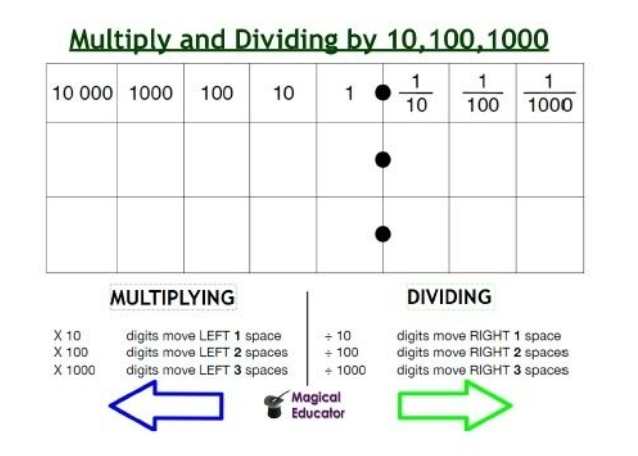 Multiply and Dividing by 10,100,1000
10 000 1000 100 10 1 1/10 1/100 1/1000
MULTIPLYING
X 10 digits move LEFT 1 space
X 100 digits move LEFT 2 spaces
X 1000 digits move LEFT 3 spaces
DIVIDING
÷ 10 digits move RIGHT 1 space
÷ 100 digits move RIGHT 2 spaces
÷ 1000 digits move RIGHT 3 spaces
Magical
Educator